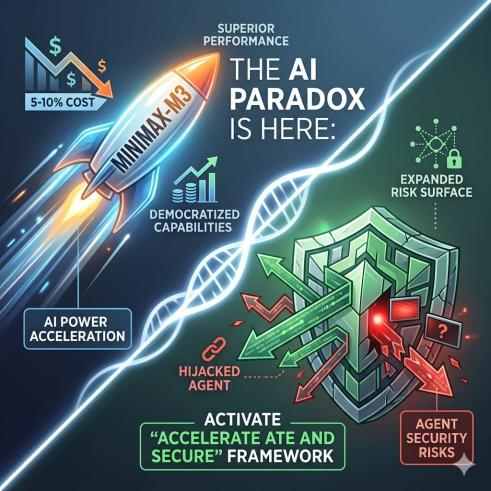 SUPERIOR
PERFORMANCE
THE AI
PARADOX
IS HERE:
$
$
$
5-10% COST
MINIMAX-M3
DEMOCRATIZED
CAPABILITIES
EXPANDED
RISK SURFACE
AI POWER
ACCELERATION
?
HIJACKED
AGENT
ACTIVATE
"ACCELERATE ATE AND
SECURE" FRAMEWORK
AGENT
SECURITY
RISKS